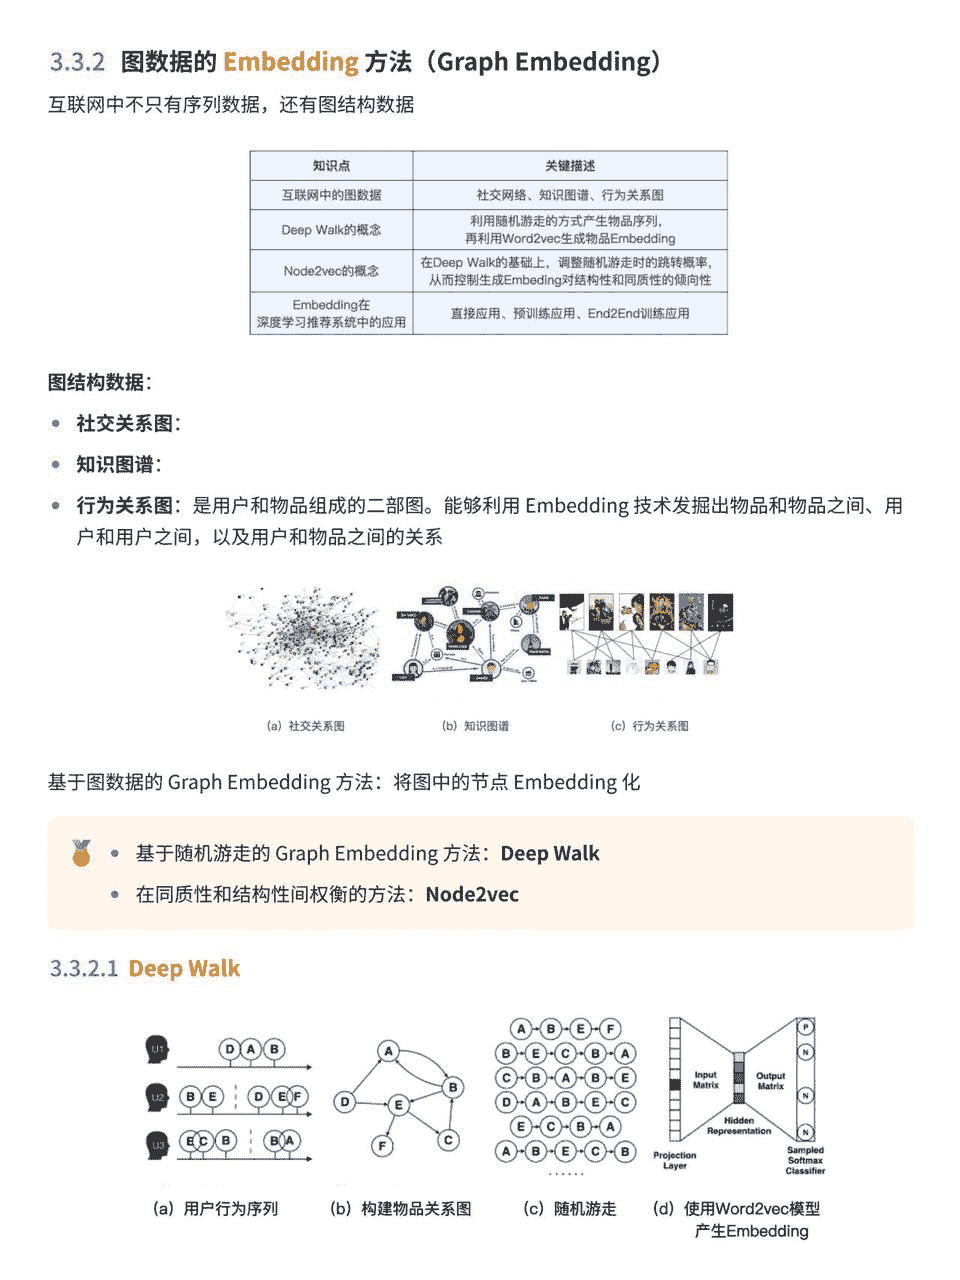 3.3.2 图数据的 Embedding 方法（Graph Embedding）
互联网中不只有序列数据，还有图结构数据
知识点 关键描述
互联网中的图数据 社交网络、知识图谱、行为关系图
Deep Walk的概念 利用随机游走的方式产生物品序列，
再利用Word2vec生成物品Embedding
Node2vec的概念 在Deep Walk的基础上，调整随机游走时的跳转概率，
从而控制生成Embeding对结构性和同质性的倾向性
Embedding在
深度学习推荐系统中的应用 直接应用、预训练应用、End2End训练应用
图结构数据：
社交关系图：
知识图谱：
行为关系图：是用户和物品组成的二部图。能够利用 Embedding 技术发掘出物品和物品之间、用
户和用户之间，以及用户和物品之间的关系
（a）社交关系图 （b）知识图谱 （c）行为关系图
基于图数据的 Graph Embedding 方法：将图中的节点 Embedding 化
基于随机游走的 Graph Embedding 方法：Deep Walk
在同质性和结构性间权衡的方法：Node2vec
3.3.2.1 Deep Walk
U1 D A B
U2 B E D E F
U3 E C B B A
A
B
D
E
F
C
A B E F
B E C B A
C B A B E
D A B E C
E C B A
A B E C B
......
P
N
N
N
Input
Matrix
Output
Matrix
Hidden
Representation
Projection
Layer
Sampled
Softmax
Classifier
（a）用户行为序列 （b）构建物品关系图 （c）随机游走 （d）使用Word2vec模型
产生Embedding